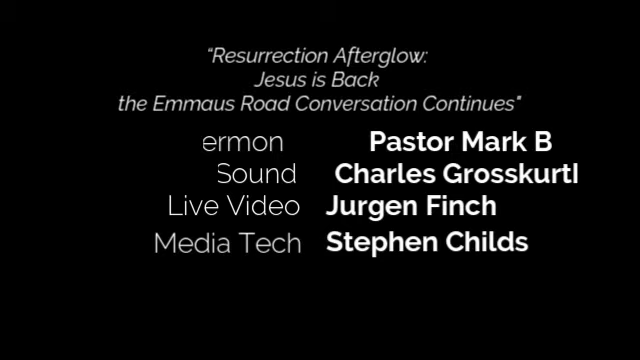 "Resurrection Afterglow:
Jesus is Back
the Emmaus Road Conversation Continues"
ermon Pastor Mark B
Sound Charles Grosskurtl
Live Video Jurgen Finch
Media Tech Stephen Childs